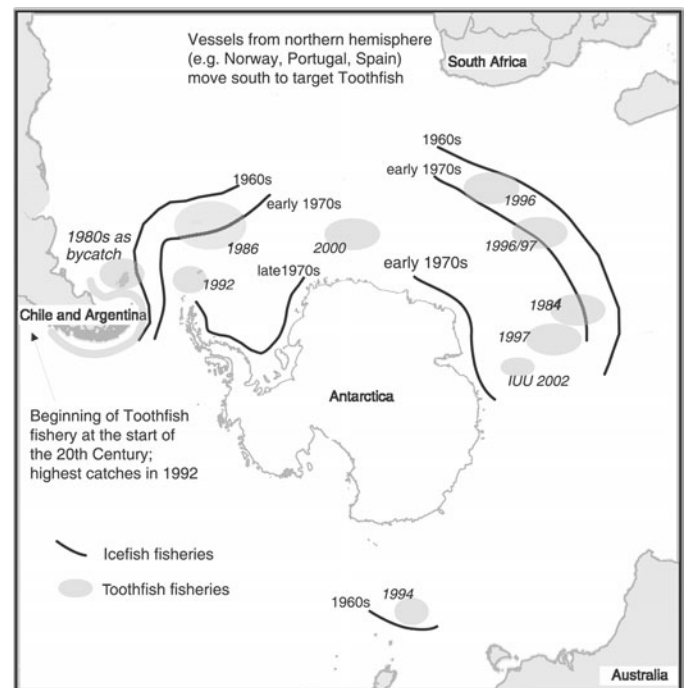 Vessels from northern hemisphere
(e.g. Norway, Portugal, Spain)
move south to target Toothfish
South Africa
1960s
early 1970s
1996
1960s
early 1970s
1980s as
bycatch
1986
2000
1996/97
1992
late1970s
early 1970s
1984
Chile and Argentina
1997
IUU 2002
Antarctica
Beginning of Toothfish
fishery at the start of
the 20th Century;
highest catches in 1992
Icefish fisheries
Toothfish fisheries
1960s
1994
Australia